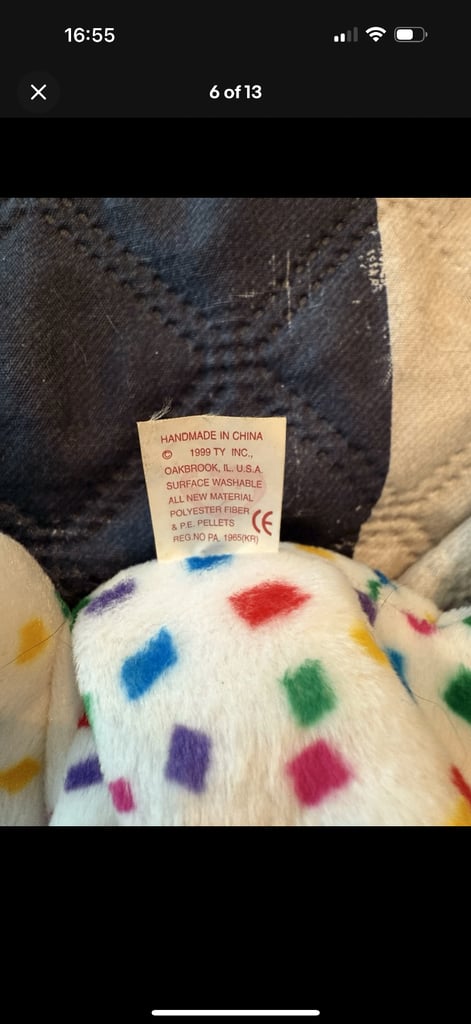 16:55
6 of 13
HANDMADE IN CHINA
© 1999 TY INC.,
OAKBROOK, IL. U.S.A.
SURFACE WASHABLE
ALL NEW MATERIAL
POLYESTER FIBER
& P.E. PELLETS CE
REG.NO PA. 1965(KR)